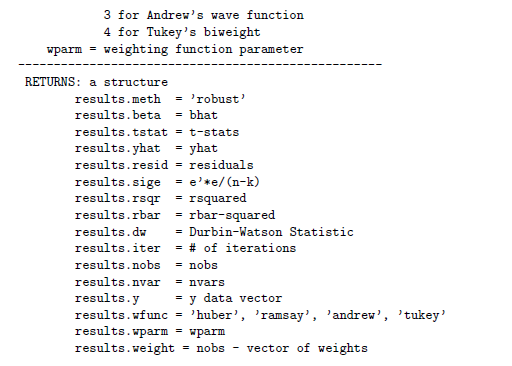 3 for Andrew's wave function
4 for Tukey's biweight
wparm = weighting function parameter
---------------------------------------------------
RETURNS: a structure
results.meth = 'robust'
results.beta = bhat
results.tstat = t-stats
results.yhat = yhat
results.resid = residuals
results.sige = e'*e/(n-k)
results.rsqr = rsquared
results.rbar = rbar-squared
results.dw = Durbin-Watson Statistic
results.iter = # of iterations
results.nobs = nobs
results.nvar = nvars
results.y = y data vector
results.wfunc = 'huber', 'ramsay', 'andrew', 'tukey'
results.wparm = wparm
results.weight = nobs - vector of weights